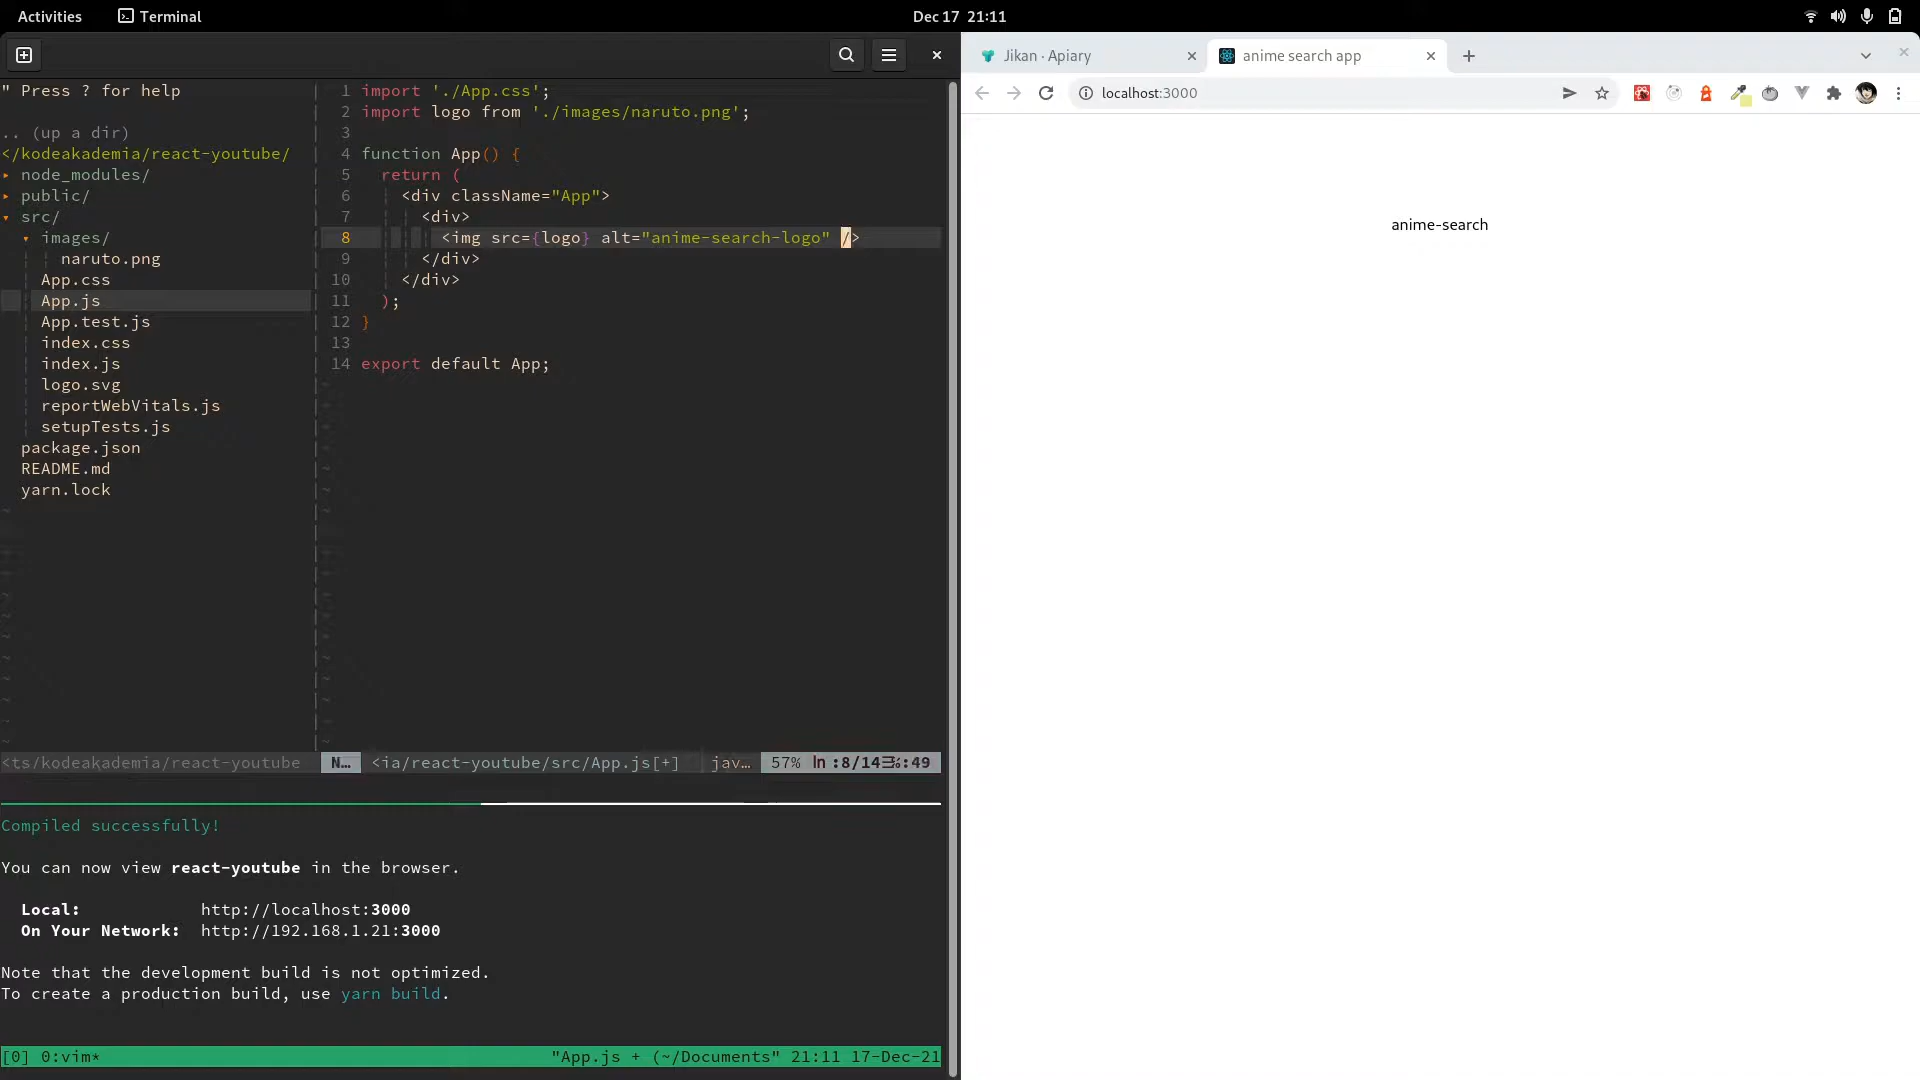 Activities
Terminal
Dec 17 21:11
" Press ? for help
.. (up a dir)
</kodeakademia/react-youtube/
▸ node_modules/
▸ public/
▾ src/
▾ images/
naruto.png
App.css
App.js
App.test.js
index.css
index.js
logo.svg
reportWebVitals.js
setupTests.js
package.json
README.md
yarn.lock
1 import './App.css';
2 import logo from './images/naruto.png';
3
4 function App() {
5 return (
6 <div className="App">
7 <div>
8 <img src={logo} alt="anime-search-logo" />
9 </div>
10 </div>
11 );
12 }
13
14 export default App;
<ts/kodeakademia/react-youtube
N… <ia/react-youtube/src/App.js[+] jav… 57% ln :8/14☰%:49
Compiled successfully!
You can now view react-youtube in the browser.
Local: http://localhost:3000
On Your Network: http://192.168.1.21:3000
Note that the development build is not optimized.
To create a production build, use yarn build.
[0] 0:vim* "App.js + (~/Documents" 21:11 17-Dec-21
Jikan · Apiary
anime search app
localhost:3000
anime-search